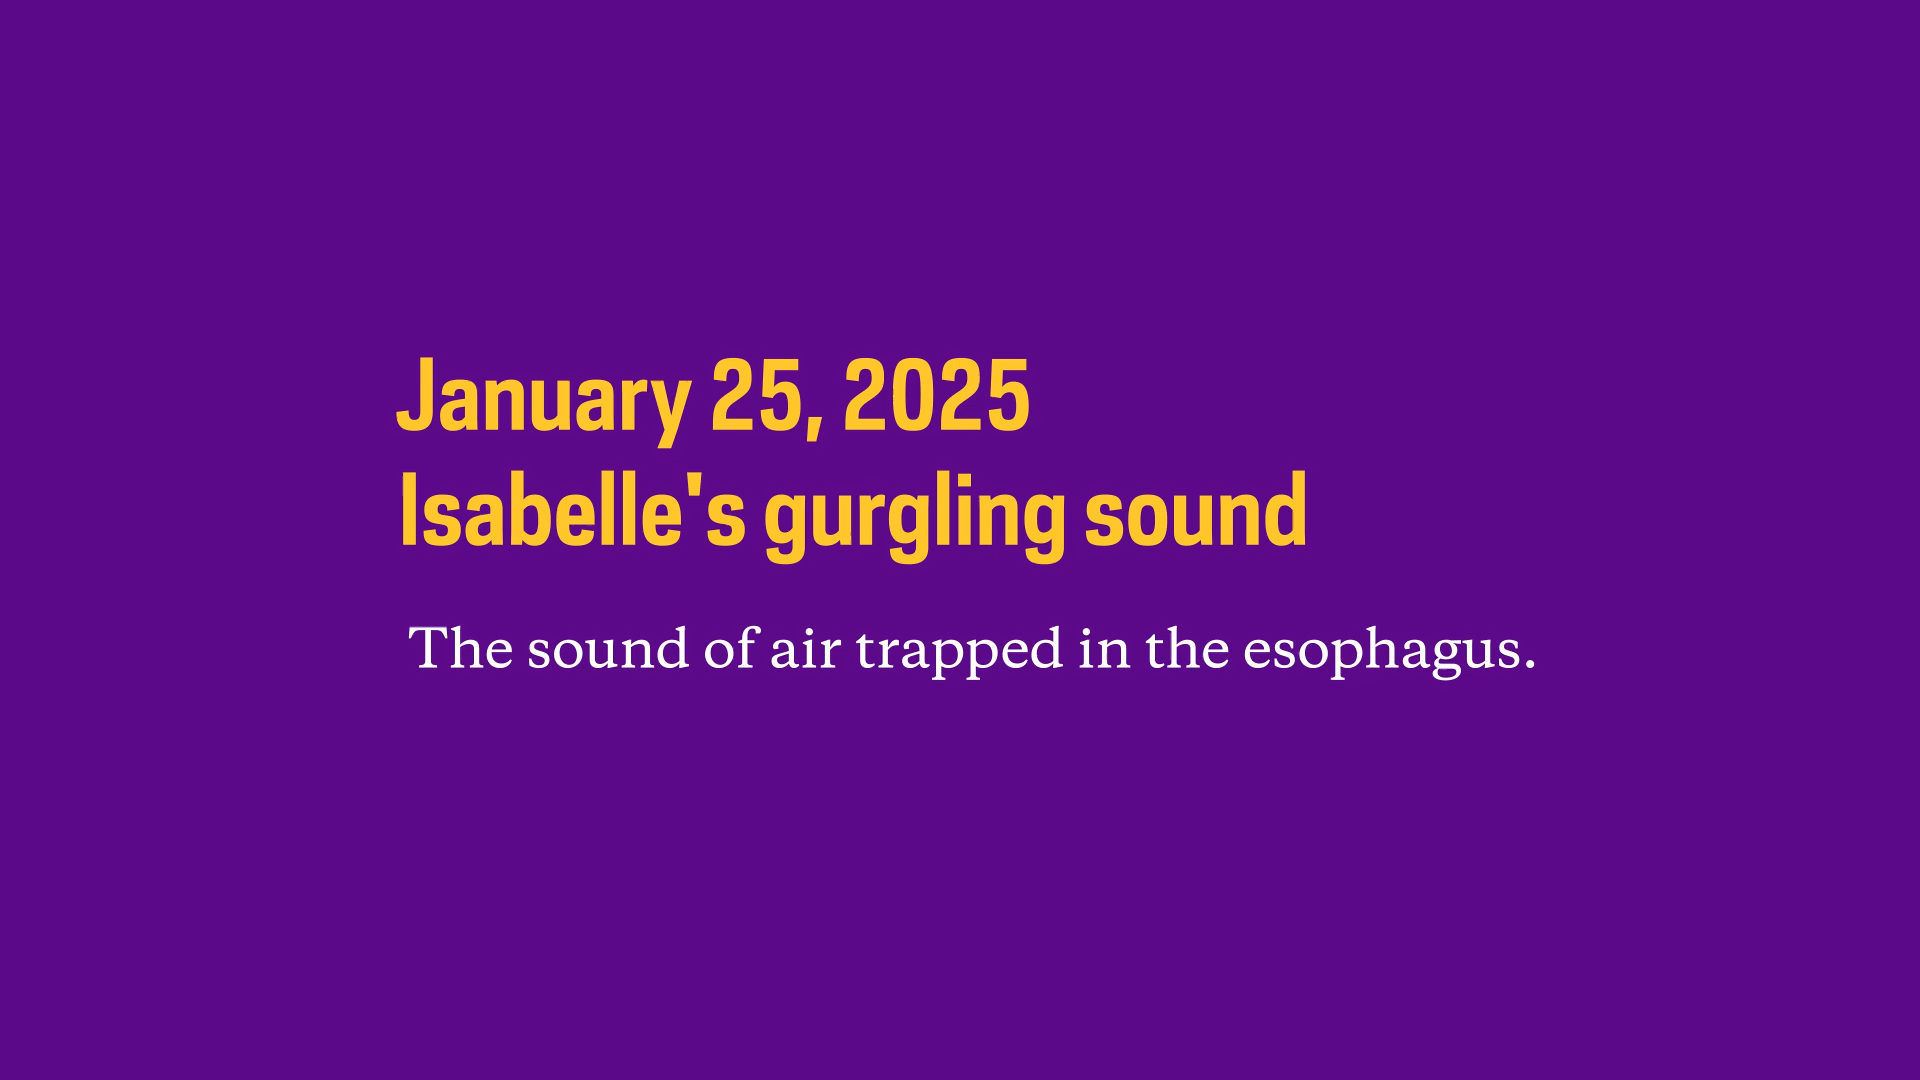 January 25, 2025
Isabelle's gurgling sound
The sound of air trapped in the esophagus.